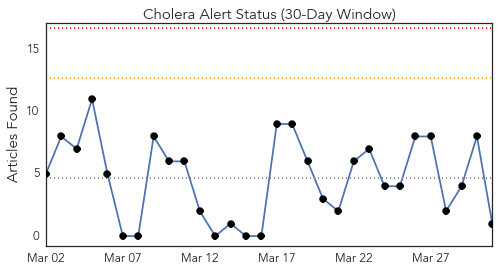 Cholera Alert Status (30-Day Window)
Articles Found
15
10
5
0
Mar 02 Mar 07 Mar 12 Mar 17 Mar 22 Mar 27